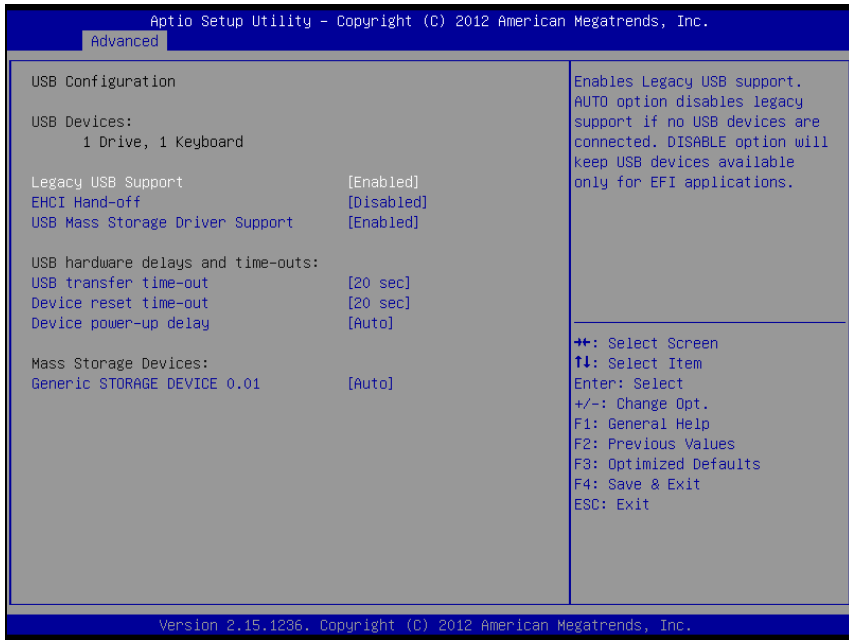 Aptio Setup Utility – Copyright (C) 2012 American Megatrends, Inc.
Advanced
USB Configuration
USB Devices:
1 Drive, 1 Keyboard
Legacy USB Support [Enabled]
EHCI Hand-off [Disabled]
USB Mass Storage Driver Support [Enabled]
USB hardware delays and time-outs:
USB transfer time-out [20 sec]
Device reset time-out [20 sec]
Device power-up delay [Auto]
Mass Storage Devices:
Generic STORAGE DEVICE 0.01 [Auto]
Enables Legacy USB support.
AUTO option disables legacy
support if no USB devices are
connected. DISABLE option will
keep USB devices available
only for EFI applications.
→←: Select Screen
↑↓: Select Item
Enter: Select
+/-: Change Opt.
F1: General Help
F2: Previous Values
F3: Optimized Defaults
F4: Save & Exit
ESC: Exit
Version 2.15.1236. Copyright (C) 2012 American Megatrends, Inc.